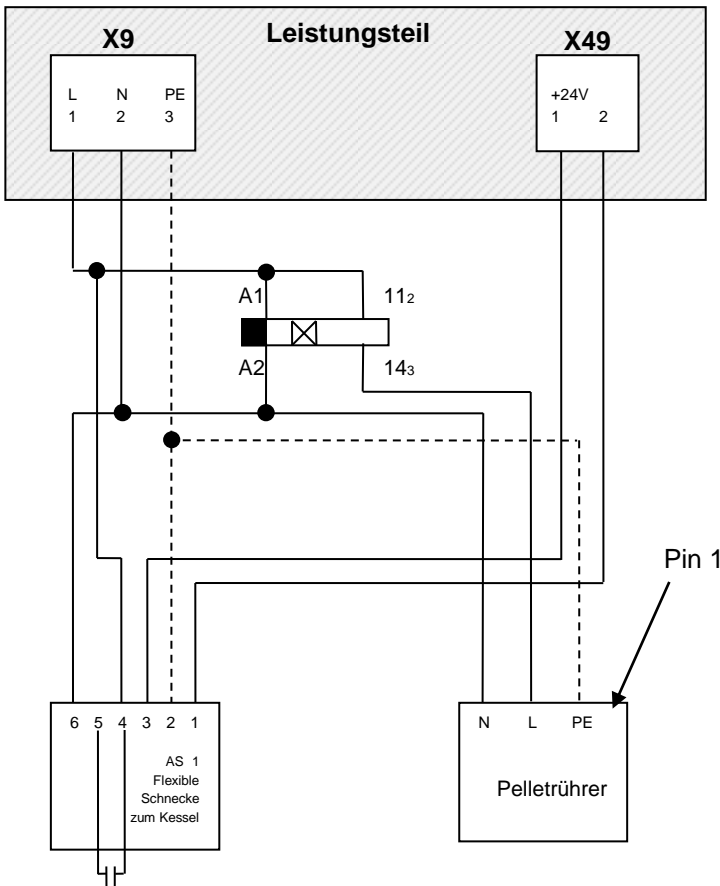 Leistungsteil
X9
X49
L N PE
1 2 3
+24V
1 2
A1
11₂
A2
14₃
Pin 1
6 5 4 3 2 1
AS 1
Flexible
Schnecke
zum Kessel
N L PE
Pelletrührer